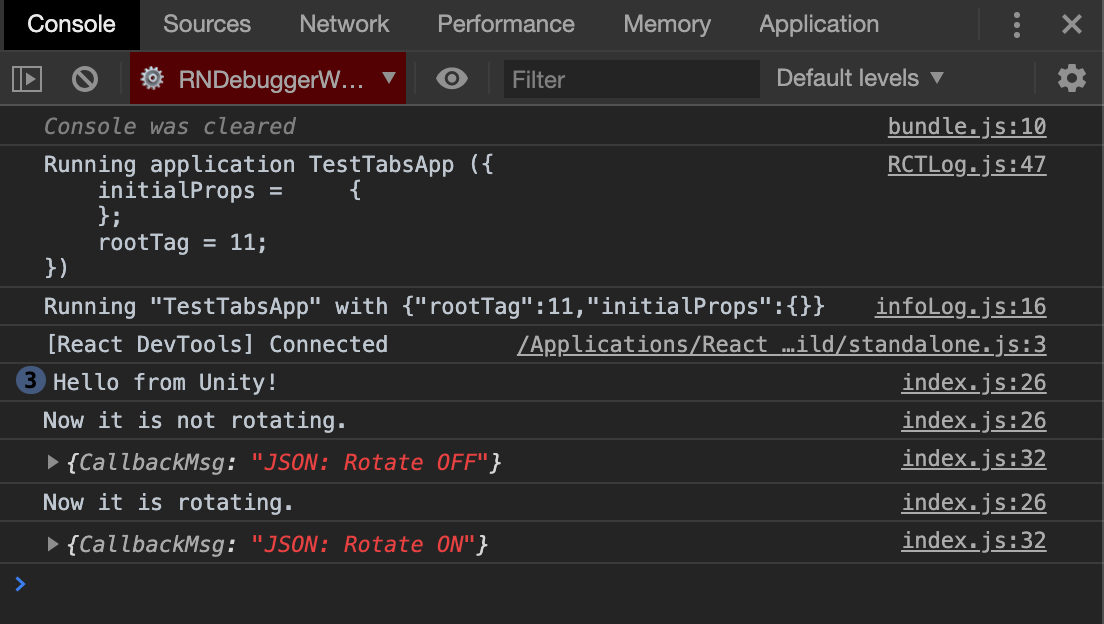 Console Sources Network Performance Memory Application
RNDebuggerW... Filter Default levels
Console was cleared bundle.js:10
Running application TestTabsApp ({ RCTLog.js:47
    initialProps =     {
    };
    rootTag = 11;
})
Running "TestTabsApp" with {"rootTag":11,"initialProps":{}} infoLog.js:16
[React DevTools] Connected /Applications/React …ild/standalone.js:3
3 Hello from Unity! index.js:26
Now it is not rotating. index.js:26
{CallbackMsg: "JSON: Rotate OFF"} index.js:32
Now it is rotating. index.js:26
{CallbackMsg: "JSON: Rotate ON"} index.js:32